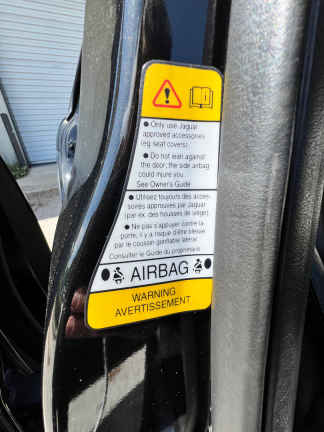 ● Only use Jaguar
approved accessories
(eg. seat covers).
● Do not lean against
the door, the side airbag
could injure you.
See Owner's Guide
● Utilisez toujours des acces-
soires approuvés par Jaguar
(par ex. des housses de siège).
● Ne pas s'appuyer contre la
porte, il y a risque d'être blessé
par le coussin gonflable latéral.
Consulter le Guide du propriétaire
AIRBAG
WARNING
AVERTISSEMENT